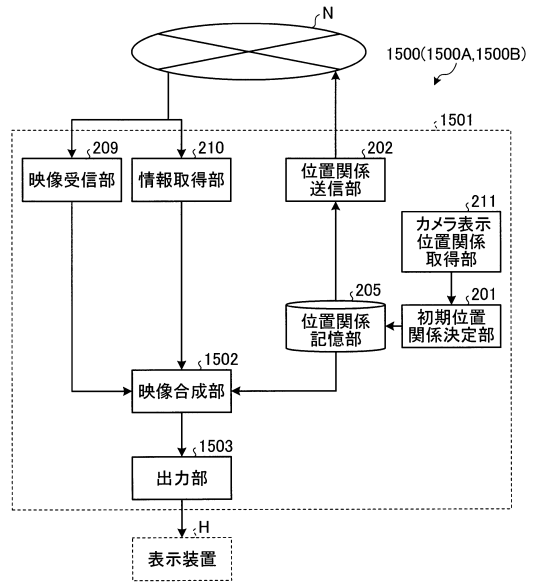 N
1500(1500A,1500B)
1501
209
映像受信部
210
情報取得部
202
位置関係
送信部
211
カメラ表示
位置関係
取得部
205
位置関係
記憶部
201
初期位置
関係決定部
1502
映像合成部
1503
出力部
H
表示装置